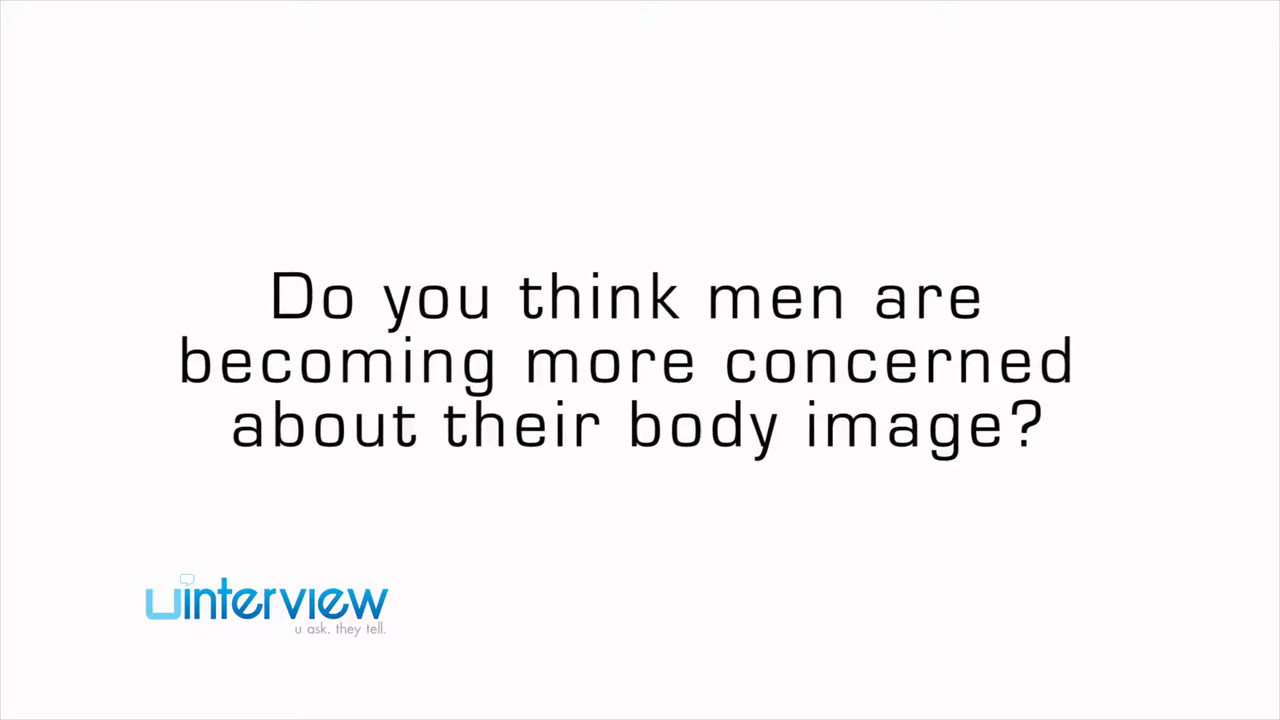 Do you think men are
becoming more concerned
about their body image?
uinterview
u ask. they tell.